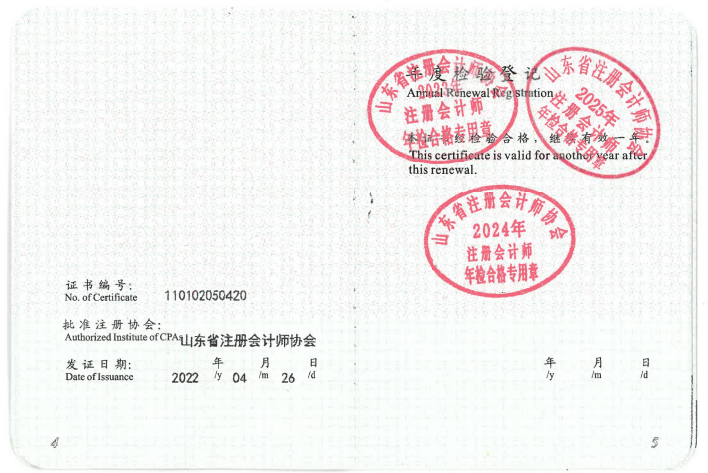 证书编号:
No. of Certificate
110102050420
批准注册协会:
Authorized Institute of CPAs
山东省注册会计师协会
发证日期:
Date of Issuance
2022 年 04 月 26 日
/y /m /d
4
年度检验登记
Annual Renewal Registration
本证书经检验合格,继续有效一年。
This certificate is valid for another year after
this renewal.
山东省注册会计师协会
2023年
注册会计师
年检合格专用章
山东省注册会计师协会
2025年
注册会计师
年检合格专用章
山东省注册会计师协会
2024年
注册会计师
年检合格专用章
年 月 日
/y /m /d
5